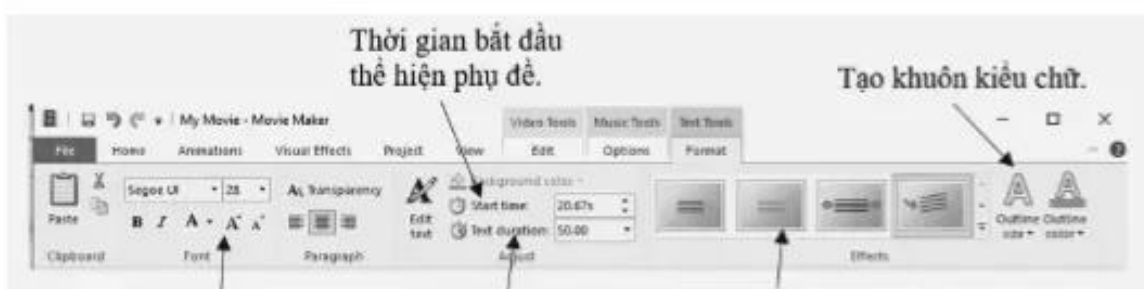 Thời gian bắt đầu
thể hiện phụ đề.
Tạo khuôn kiểu chữ.
My Movie - Movie Maker
Video Tools Music Tools Text Tools
File Home Animations Visual Effects Project View Edit Options Format
Paste
Segoe UI 28
B I A A A
Transparency
Edit
text
Background color
Start time: 20.67s
Text duration: 50.00
Outline Outline
size color
Clipboard Font Paragraph Adjust Effects